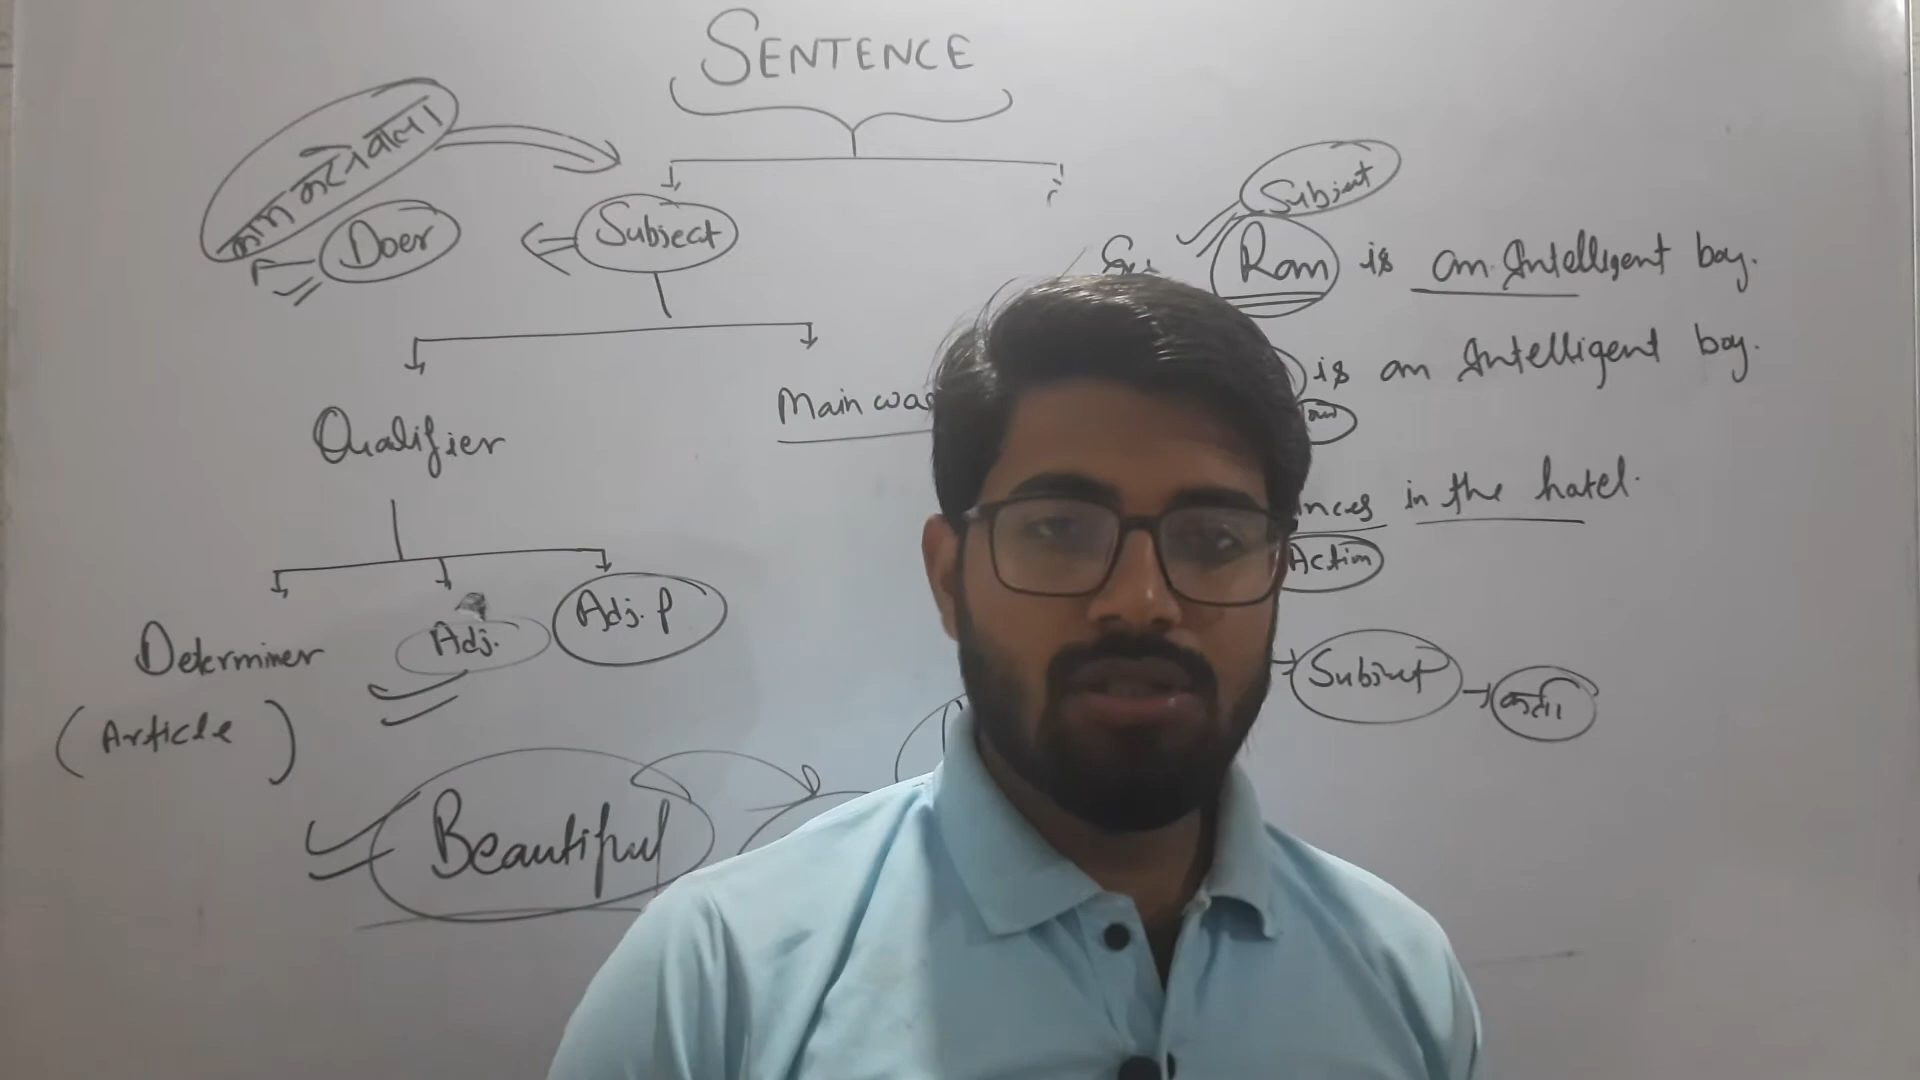 SENTENCE
काम करने वाला
Doer
Subject
Subject
Ram is an Intelligent boy.
is an Intelligent boy.
Main
Qualifier
in the hotel.
Action
Determiner
Adj.
Adj. P
(Article)
Subject
कर्ता
Beautiful